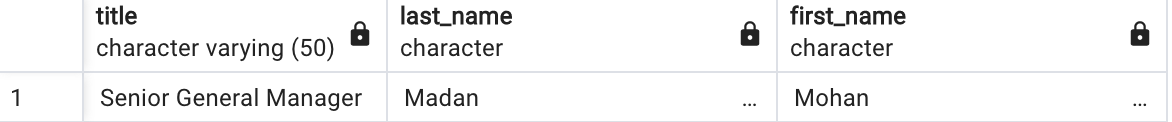 title last_name first_name
character varying (50) character character
1 Senior General Manager Madan ... Mohan ...